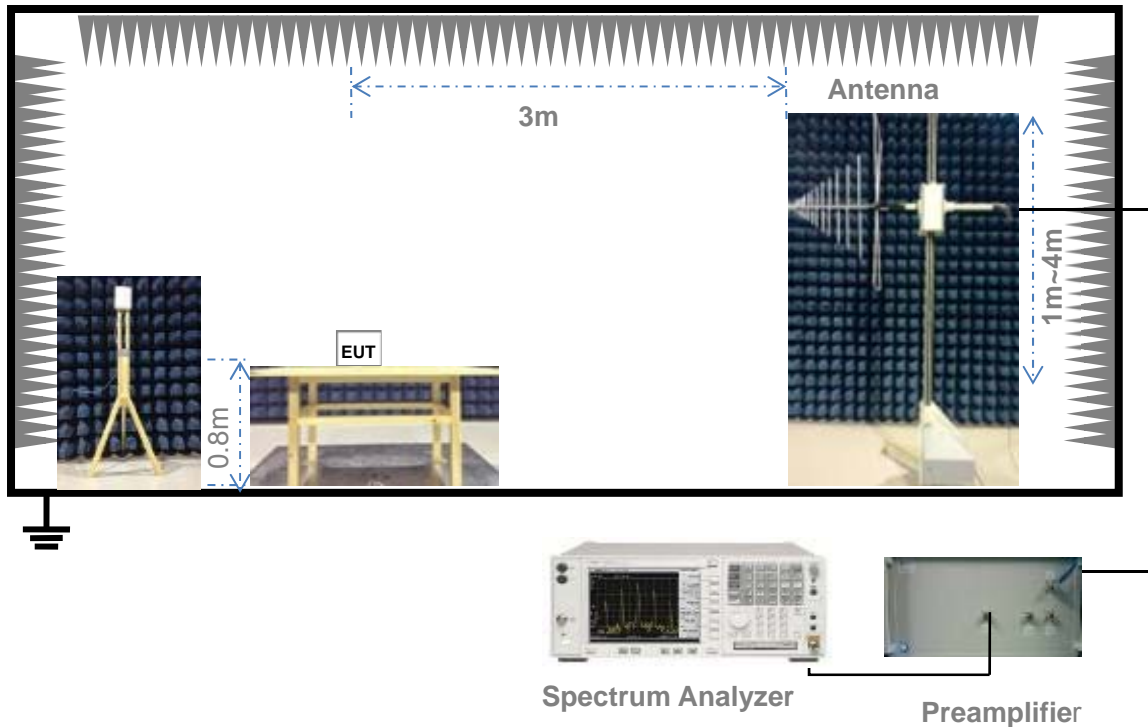 Antenna
3m
1m~4m
EUT
0.8m
Spectrum Analyzer
Preamplifier